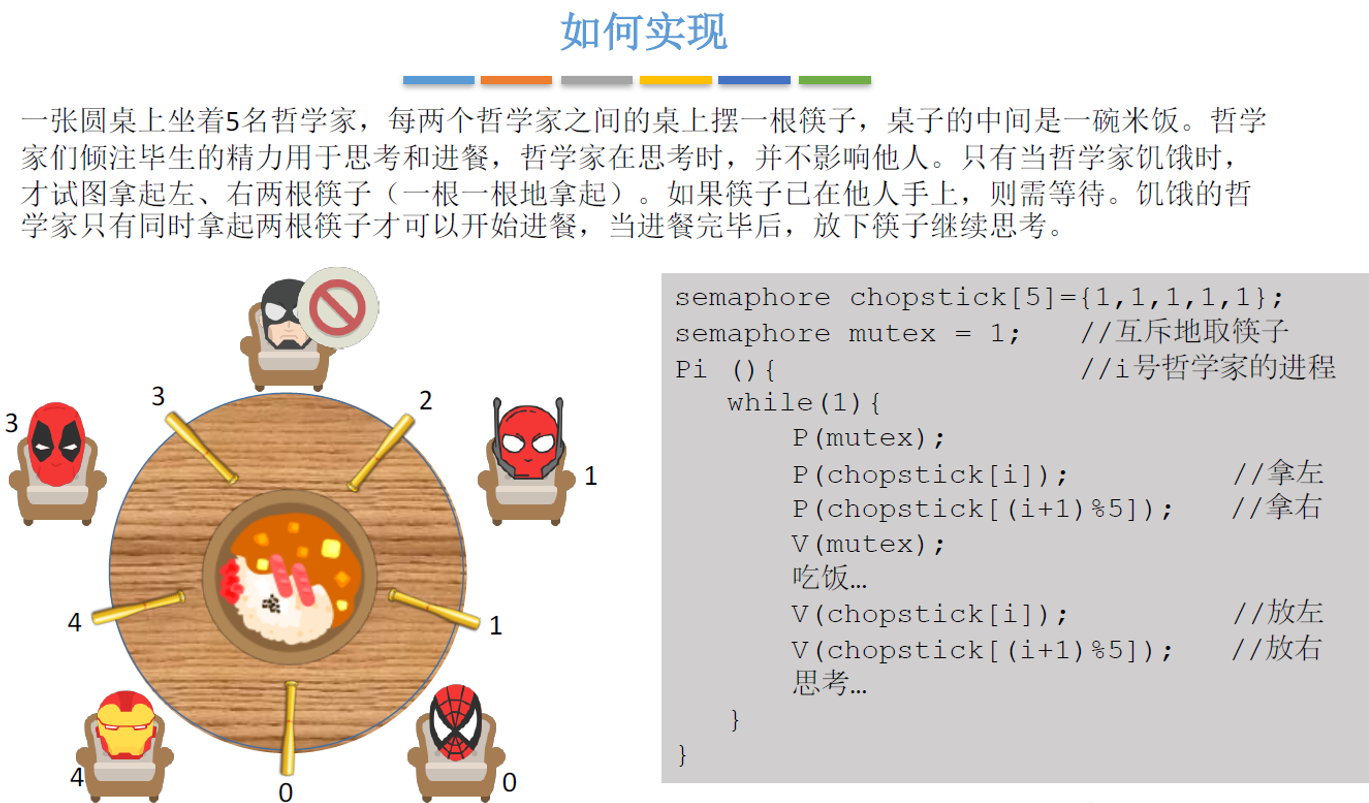 如何实现
一张圆桌上坐着5名哲学家，每两个哲学家之间的桌上摆一根筷子，桌子的中间是一碗米饭。哲学
家们倾注毕生的精力用于思考和进餐，哲学家在思考时，并不影响他人。只有当哲学家饥饿时，
才试图拿起左、右两根筷子（一根一根地拿起）。如果筷子已在他人手上，则需等待。饥饿的哲
学家只有同时拿起两根筷子才可以开始进餐，当进餐完毕后，放下筷子继续思考。
3
2
3
1
4
1
4
0
0
semaphore chopstick[5]={1,1,1,1,1};
semaphore mutex = 1; //互斥地取筷子
Pi (){ //i号哲学家的进程
while(1){
P(mutex);
P(chopstick[i]); //拿左
P(chopstick[(i+1)%5]); //拿右
V(mutex);
吃饭…
V(chopstick[i]); //放左
V(chopstick[(i+1)%5]); //放右
思考…
}
}